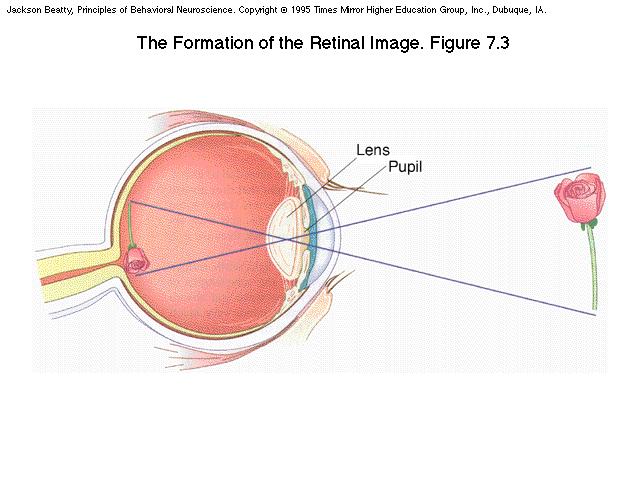 Jackson Beatty, Principles of Behavioral Neuroscience. Copyright © 1995 Times Mirror Higher Education Group, Inc., Dubuque, IA.
The Formation of the Retinal Image. Figure 7.3
Lens
Pupil